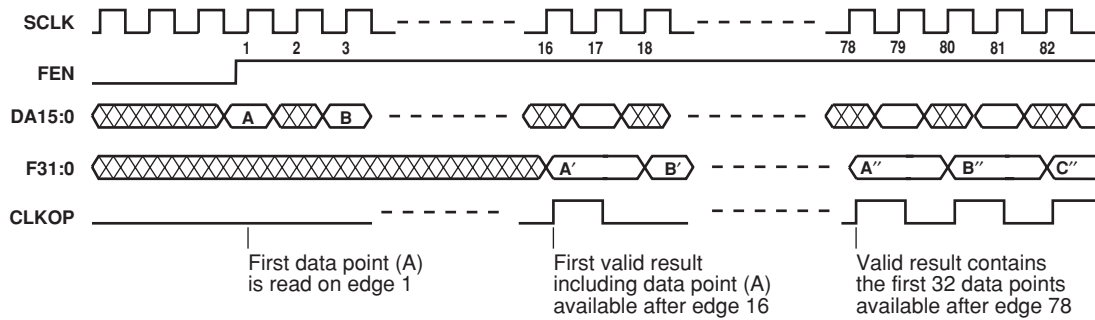 SCLK
1 2 3 16 17 18 78 79 80 81 82
FEN
DA15:0 A B
F31:0 A′ B′ A″ B″ C″
CLKOP
First data point (A)
is read on edge 1
First valid result
including data point (A)
available after edge 16
Valid result contains
the first 32 data points
available after edge 78